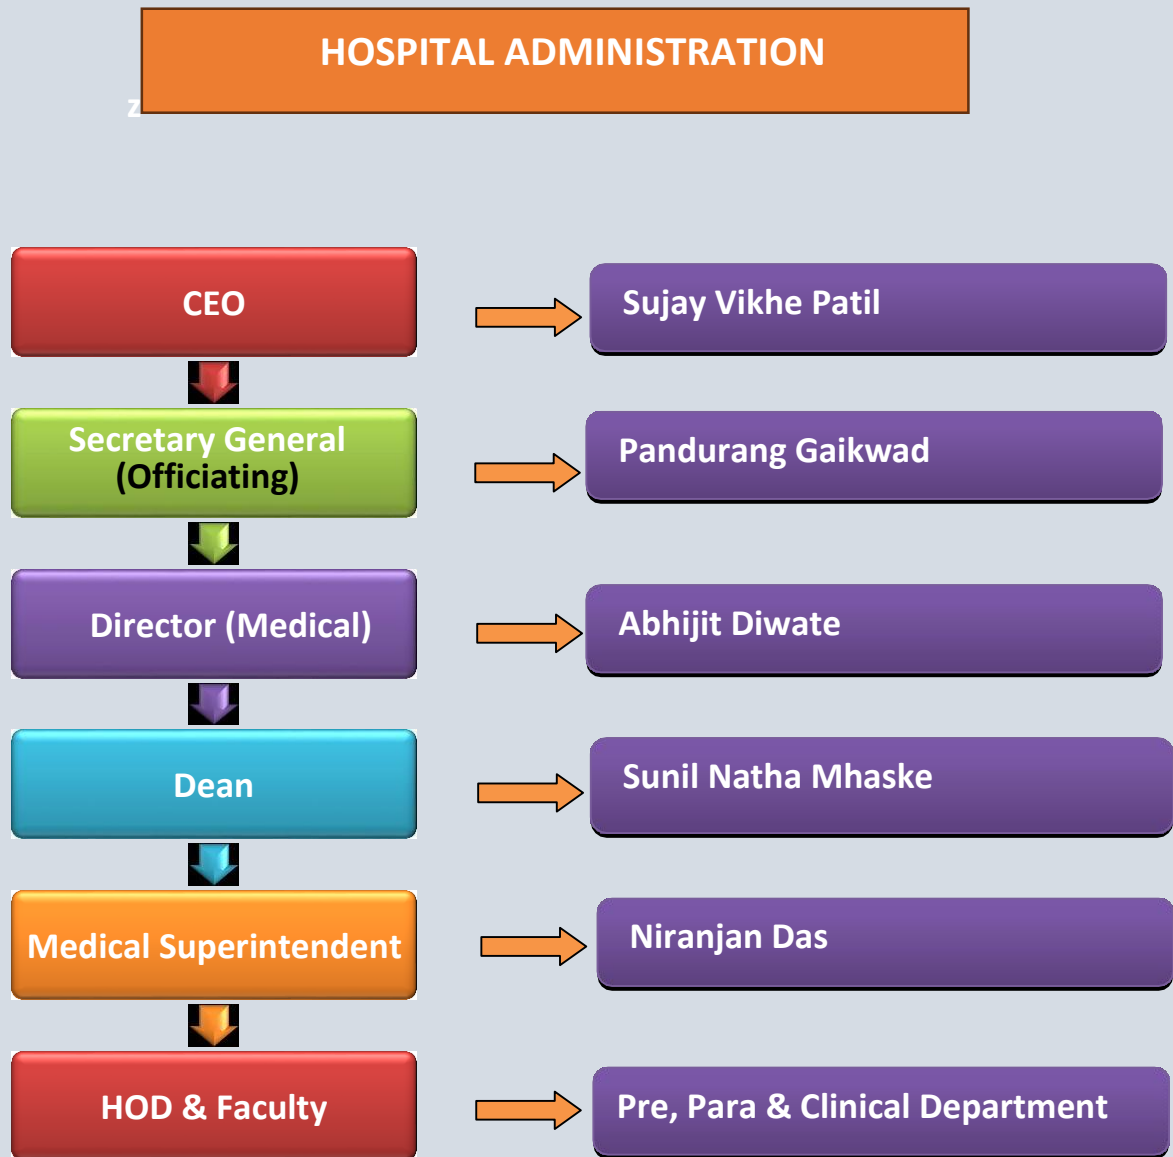 HOSPITAL ADMINISTRATION
z
CEO
Sujay Vikhe Patil
Secretary General
(Officiating)
Pandurang Gaikwad
Director (Medical)
Abhijit Diwate
Dean
Sunil Natha Mhaske
Medical Superintendent
Niranjan Das
HOD & Faculty
Pre, Para & Clinical Department